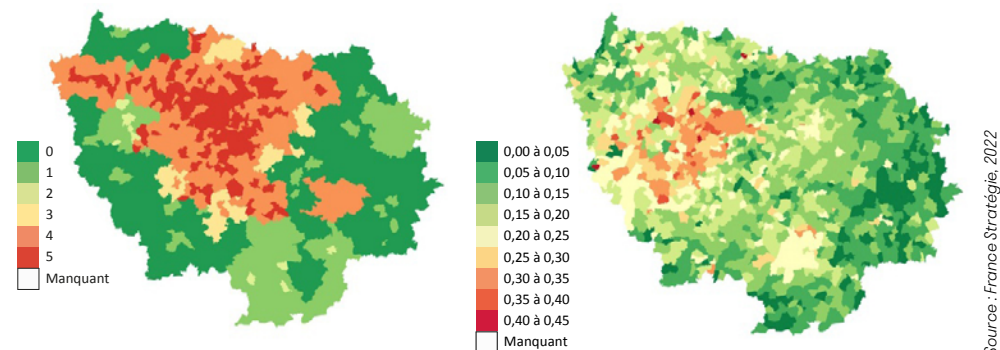 0
1
2
3
4
5
Manquant
0,00 à 0,05
0,05 à 0,10
0,10 à 0,15
0,15 à 0,20
0,20 à 0,25
0,25 à 0,30
0,30 à 0,35
0,35 à 0,40
0,40 à 0,45
Manquant
Source : France Stratégie, 2022